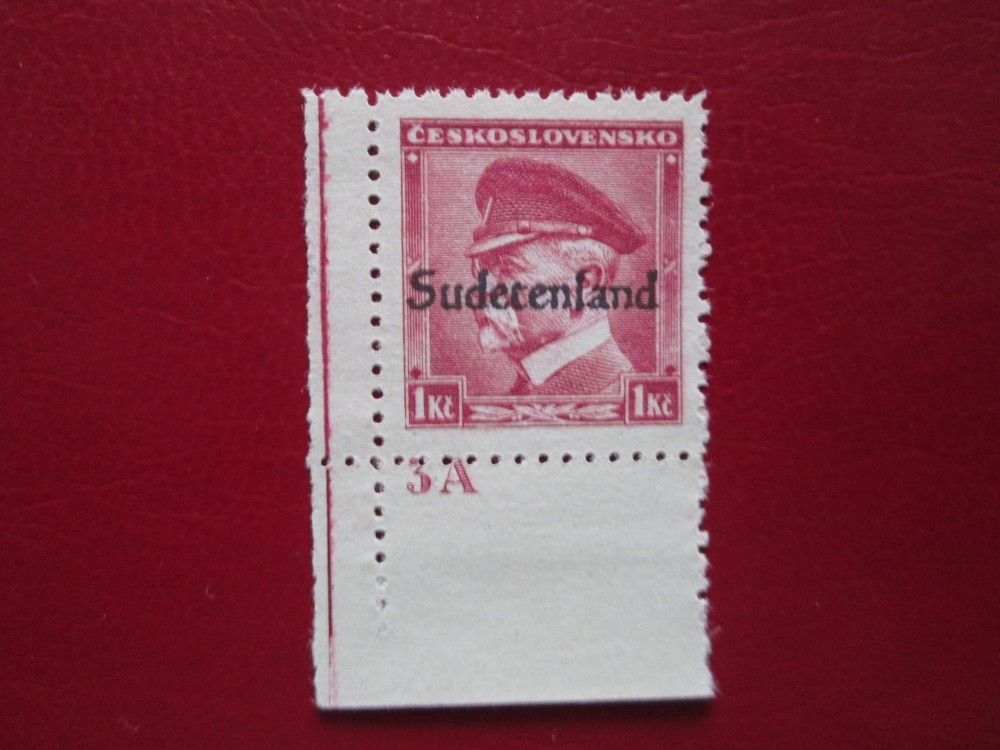 ČESKOSLOVENSKO
Sudetenland
1Kč 1Kč
3A